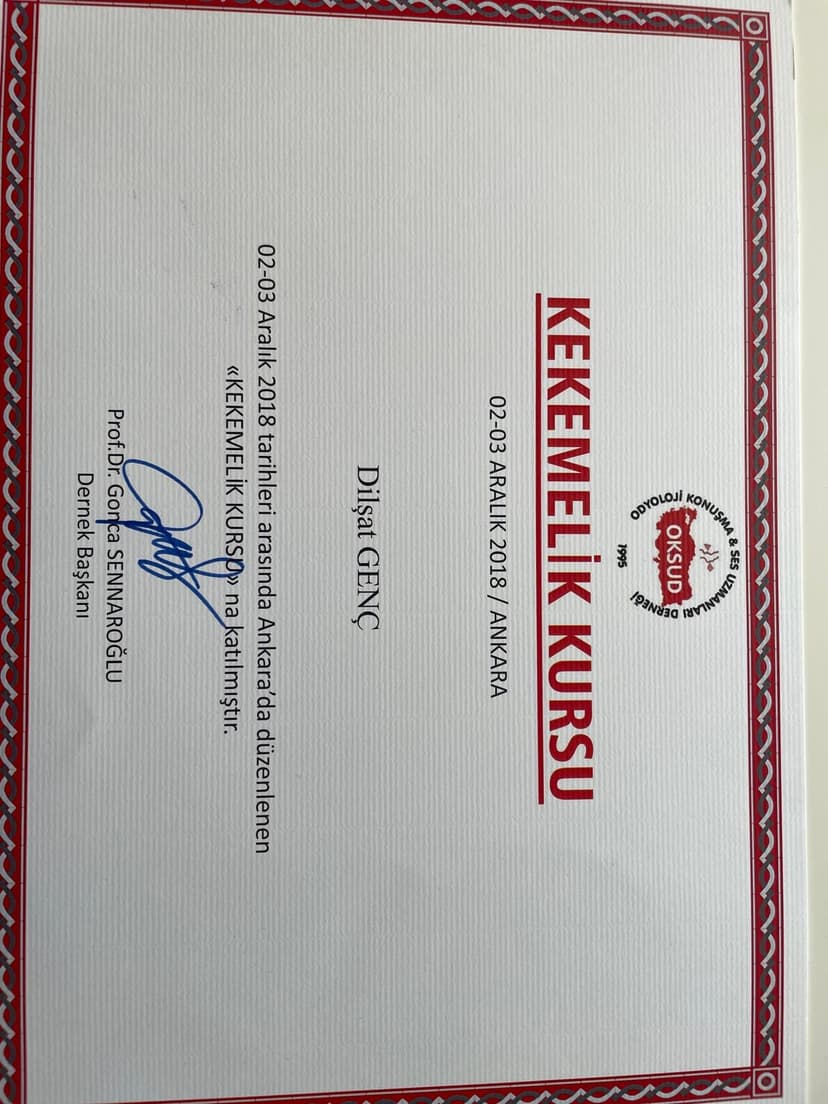 ODYOLOJİ KONUŞMA & SES UZMANLARI DERNEĞİ
OKSUD
1995
KEKEMELİK KURSU
02-03 ARALIK 2018 / ANKARA
Dilşat GENÇ
02-03 Aralık 2018 tarihleri arasında Ankara’da düzenlenen
«KEKEMELİK KURSU» na katılmıştır.
Prof.Dr. Gonca SENNAROĞLU
Dernek Başkanı